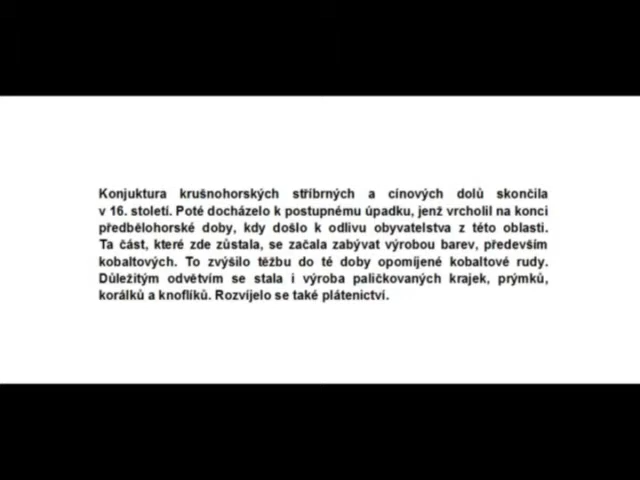 Konjuktura krušnohorských stříbrných a cínových dolů skončila
v 16. století. Poté docházelo k postupnému úpadku, jenž vrcholil na konci
předbělohorské doby, kdy došlo k odlivu obyvatelstva z této oblasti.
Ta část, které zde zůstala, se začala zabývat výrobou barev, především
kobaltových. To zvýšilo těžbu do té doby opomíjené kobaltové rudy.
Důležitým odvětvím se stala i výroba paličkovaných krajek, prýmků,
korálků a knoflíků. Rozvíjelo se také plátenictví.